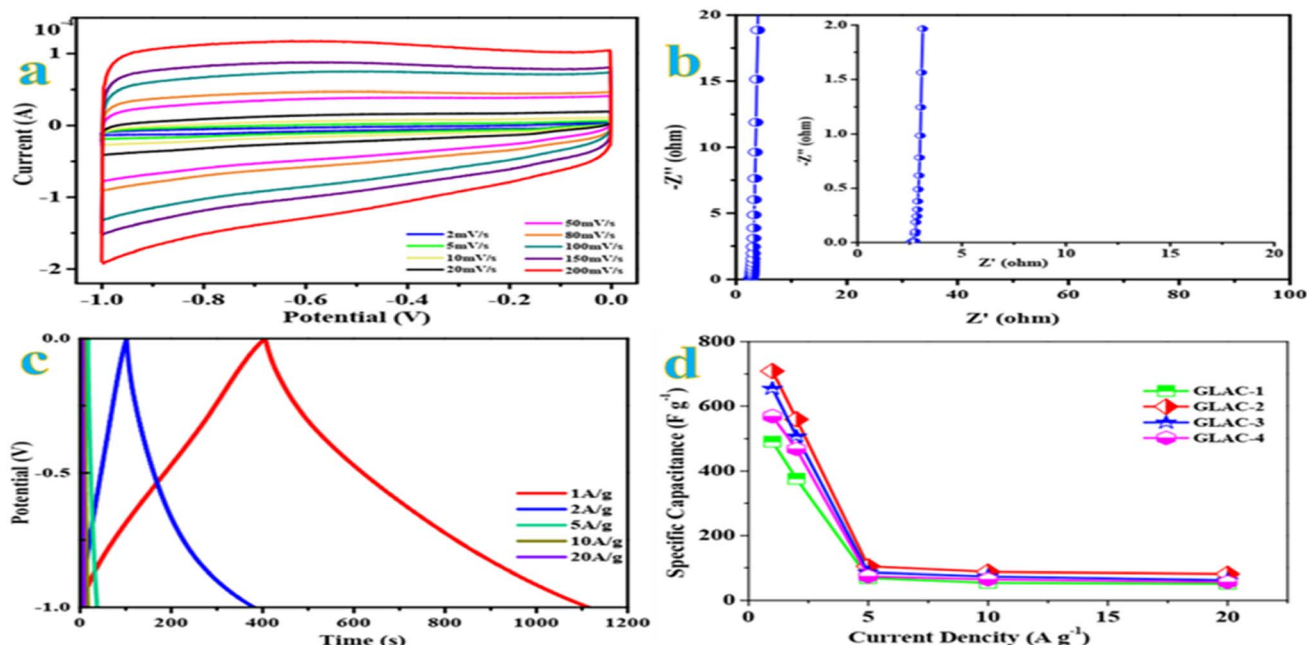 a
10⁻⁴
1
0
-1
-2
Current (A)
-1.0 -0.8 -0.6 -0.4 -0.2 0.0
Potential (V)
2mV/s
5mV/s
10mV/s
20mV/s
50mV/s
80mV/s
100mV/s
150mV/s
200mV/s
b
20
15
10
5
0
-Z'' (ohm)
0 20 40 60 80 100
Z' (ohm)
2.0
1.5
1.0
0.5
0.0
-Z'' (ohm)
5 10 15 20
Z' (ohm)
c
0.0
-0.5
-1.0
Potential (V)
0 200 400 600 800 1000 1200
Time (s)
1A/g
2A/g
5A/g
10A/g
20A/g
d
800
600
400
200
0
Specific Capacitance (F g⁻¹)
0 5 10 15 20
Current Dencity (A g⁻¹)
GLAC-1
GLAC-2
GLAC-3
GLAC-4